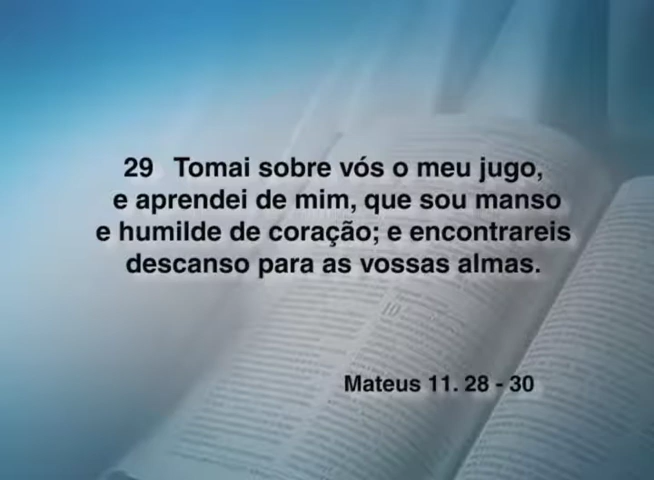 29 Tomai sobre vós o meu jugo,
e aprendei de mim, que sou manso
e humilde de coração; e encontrareis
descanso para as vossas almas.
Mateus 11. 28 - 30